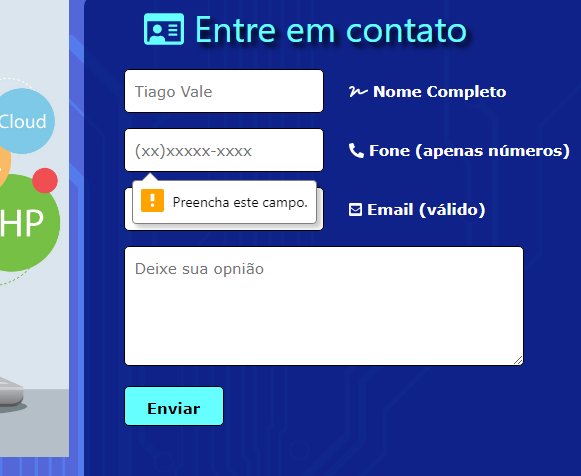 Entre em contato
Tiago Vale
Nome Completo
(xx)xxxxx-xxxx
Fone (apenas números)
Preencha este campo.
Email (válido)
Deixe sua opnião
Enviar
Cloud
HP